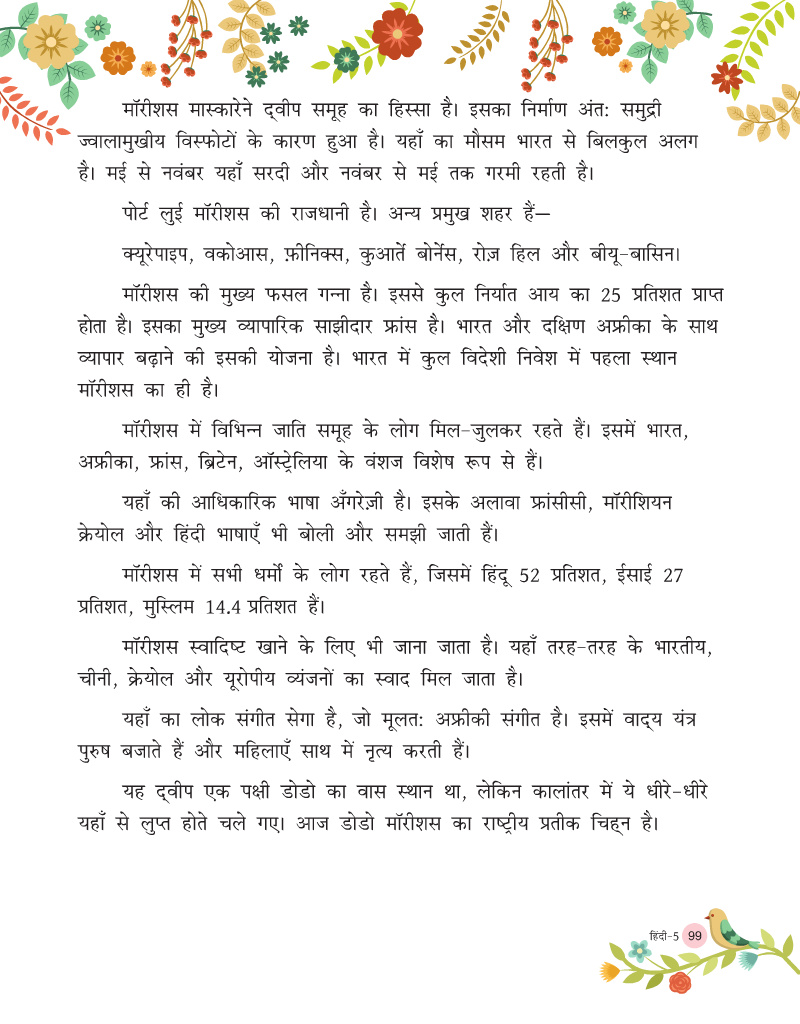 मॉरीशस मास्कारेने द्‌वीप समूह का हिस्सा है। इसका निर्माण अंत: समुद्री
ज्वालामुखीय विस्फोटों के कारण हुआ है। यहाँ का मौसम भारत से बिलकुल अलग
है। मई से नवंबर यहाँ सरदी और नवंबर से मई तक गरमी रहती है।
पोर्ट लुई मॉरीशस की राजधानी है। अन्य प्रमुख शहर हैं—
क्यूरेपाइप, वकोआस, फ़ीनिक्स, कुआर्ते बोर्नेस, रोज़ हिल और बीयू-बासिन।
मॉरीशस की मुख्य फसल गन्ना है। इससे कुल निर्यात आय का 25 प्रतिशत प्राप्त
होता है। इसका मुख्य व्यापारिक साझीदार फ्रांस है। भारत और दक्षिण अफ्रीका के साथ
व्यापार बढ़ाने की इसकी योजना है। भारत में कुल विदेशी निवेश में पहला स्थान
मॉरीशस का ही है।
मॉरीशस में विभिन्न जाति समूह के लोग मिल-जुलकर रहते हैं। इसमें भारत,
अफ्रीका, फ्रांस, ब्रिटेन, ऑस्ट्रेलिया के वंशज विशेष रूप से हैं।
यहाँ की आधिकारिक भाषा अँगरेज़ी है। इसके अलावा फ्रांसीसी, मॉरीशियन
क्रेयोल और हिंदी भाषाएँ भी बोली और समझी जाती हैं।
मॉरीशस में सभी धर्मों के लोग रहते हैं, जिसमें हिंदू 52 प्रतिशत, ईसाई 27
प्रतिशत, मुस्लिम 14.4 प्रतिशत हैं।
मॉरीशस स्वादिष्ट खाने के लिए भी जाना जाता है। यहाँ तरह-तरह के भारतीय,
चीनी, क्रेयोल और यूरोपीय व्यंजनों का स्वाद मिल जाता है।
यहाँ का लोक संगीत सेगा है, जो मूलत: अफ्रीकी संगीत है। इसमें वाद्‌य यंत्र
पुरुष बजाते हैं और महिलाएँ साथ में नृत्य करती हैं।
यह द्‌वीप एक पक्षी डोडो का वास स्थान था, लेकिन कालांतर में ये धीरे-धीरे
यहाँ से लुप्त होते चले गए। आज डोडो मॉरीशस का राष्ट्रीय प्रतीक चिह्‌न है।
हिंदी-5 99